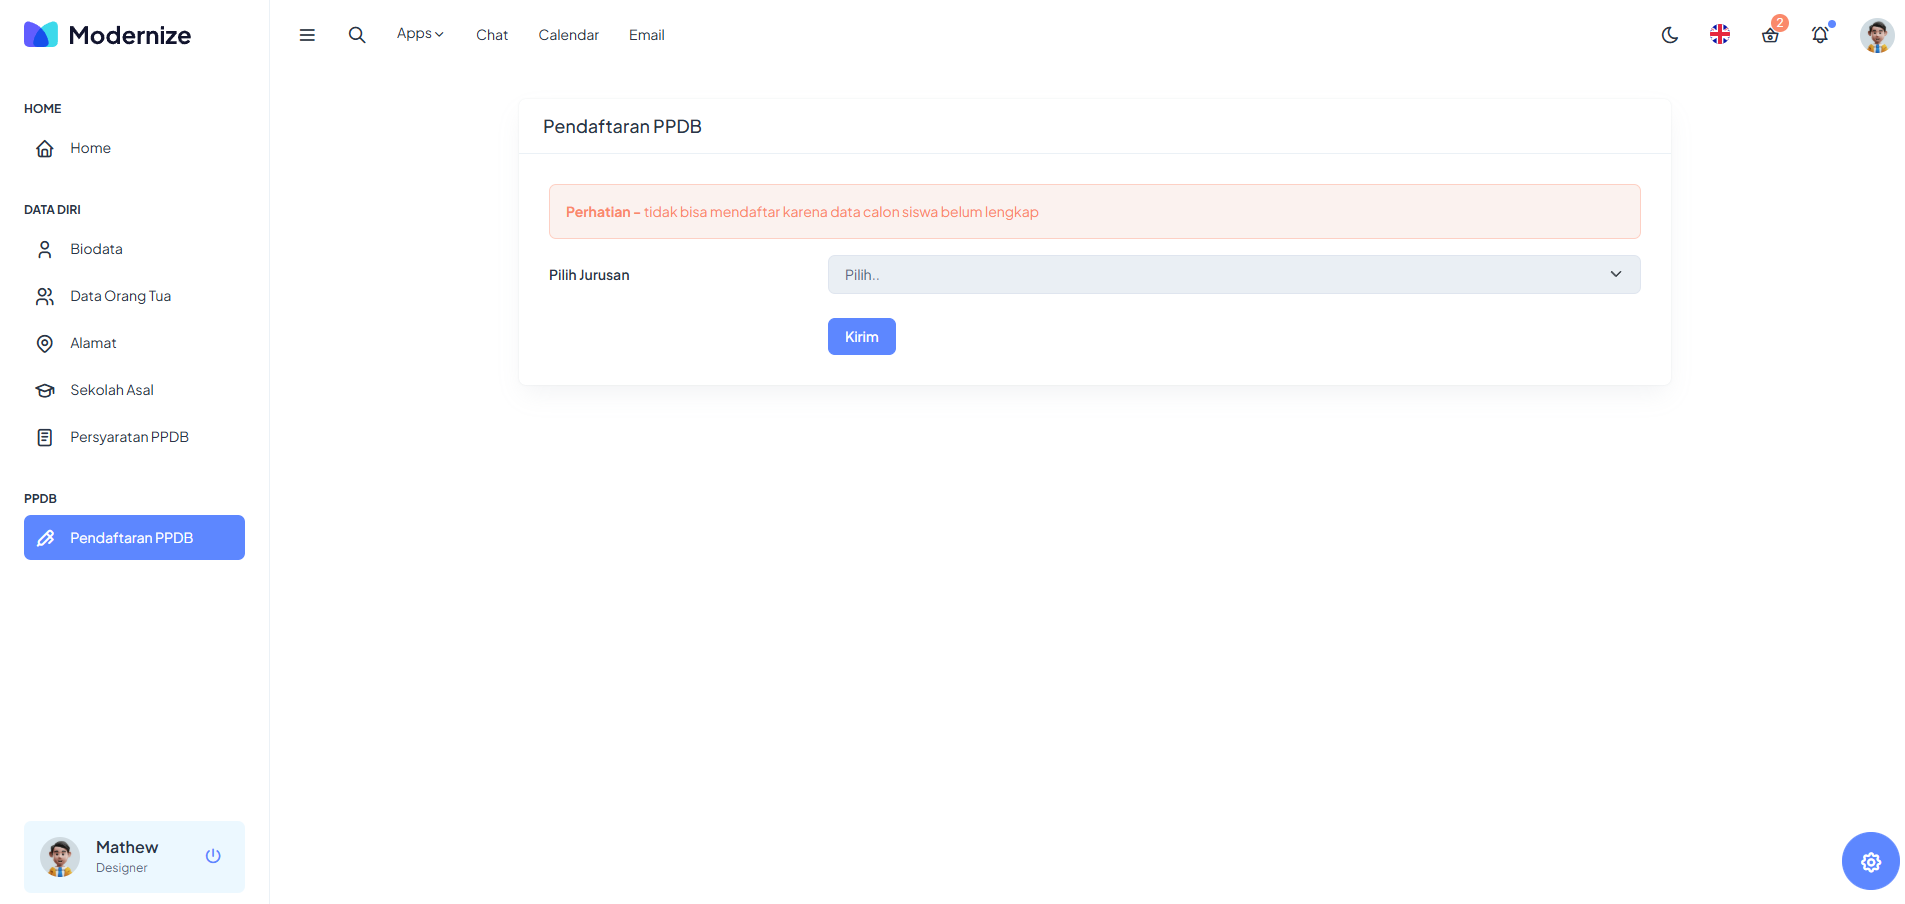 Modernize
Apps
Chat
Calendar
Email
2
HOME
Home
DATA DIRI
Biodata
Data Orang Tua
Alamat
Sekolah Asal
Persyaratan PPDB
PPDB
Pendaftaran PPDB
Mathew
Designer
Pendaftaran PPDB
Perhatian - tidak bisa mendaftar karena data calon siswa belum lengkap
Pilih Jurusan
Pilih..
Kirim